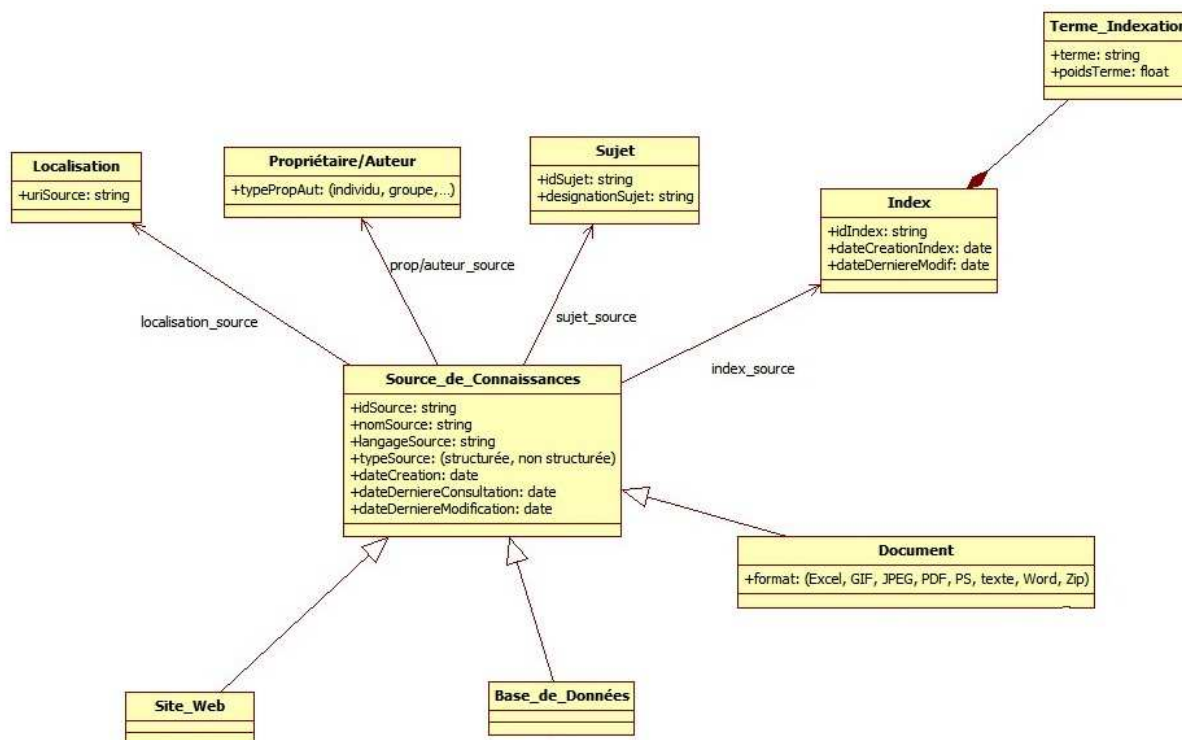 Terme_Indexation
+terme: string
+poidsTerme: float
Localisation
+uriSource: string
Propriétaire/Auteur
+typePropAut: (individu, groupe,...)
Sujet
+idSujet: string
+designationSujet: string
Index
+idIndex: string
+dateCreationIndex: date
+dateDerniereModif: date
prop/auteur_source
localisation_source
sujet_source
index_source
Source_de_Connaissances
+idSource: string
+nomSource: string
+langageSource: string
+typeSource: (structurée, non structurée)
+dateCreation: date
+dateDerniereConsultation: date
+dateDerniereModification: date
Document
+format: (Excel, GIF, JPEG, PDF, PS, texte, Word, Zip)
Site_Web
Base_de_Données